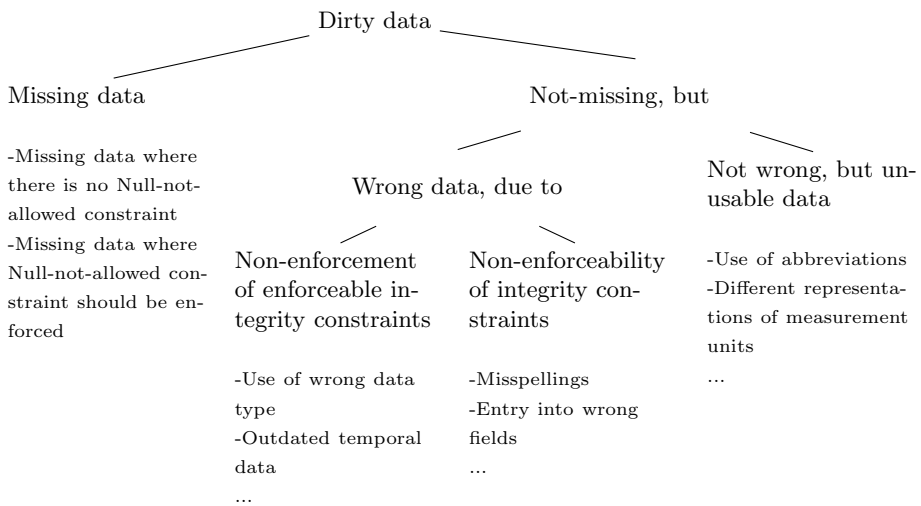 Dirty data
Missing data
-Missing data where
there is no Null-not-
allowed constraint
-Missing data where
Null-not-allowed con-
straint should be en-
forced
Not-missing, but
Wrong data, due to
Non-enforcement
of enforceable in-
tegrity constraints
-Use of wrong data
type
-Outdated temporal
data
...
Non-enforceability
of integrity con-
straints
-Misspellings
-Entry into wrong
fields
...
Not wrong, but un-
usable data
-Use of abbreviations
-Different representa-
tions of measurement
units
...